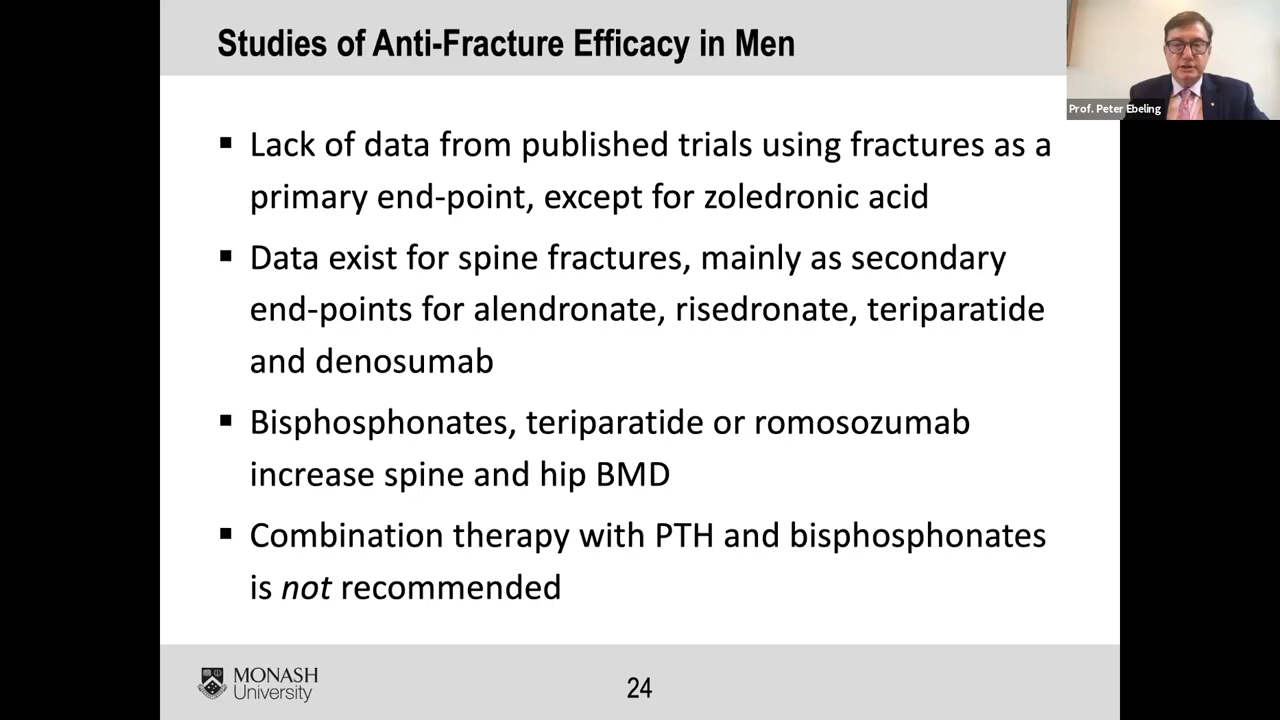 Studies of Anti-Fracture Efficacy in Men
Prof. Peter Ebeling
▪ Lack of data from published trials using fractures as a
primary end-point, except for zoledronic acid
▪ Data exist for spine fractures, mainly as secondary
end-points for alendronate, risedronate, teriparatide
and denosumab
▪ Bisphosphonates, teriparatide or romosozumab
increase spine and hip BMD
▪ Combination therapy with PTH and bisphosphonates
is not recommended
MONASH
University
24